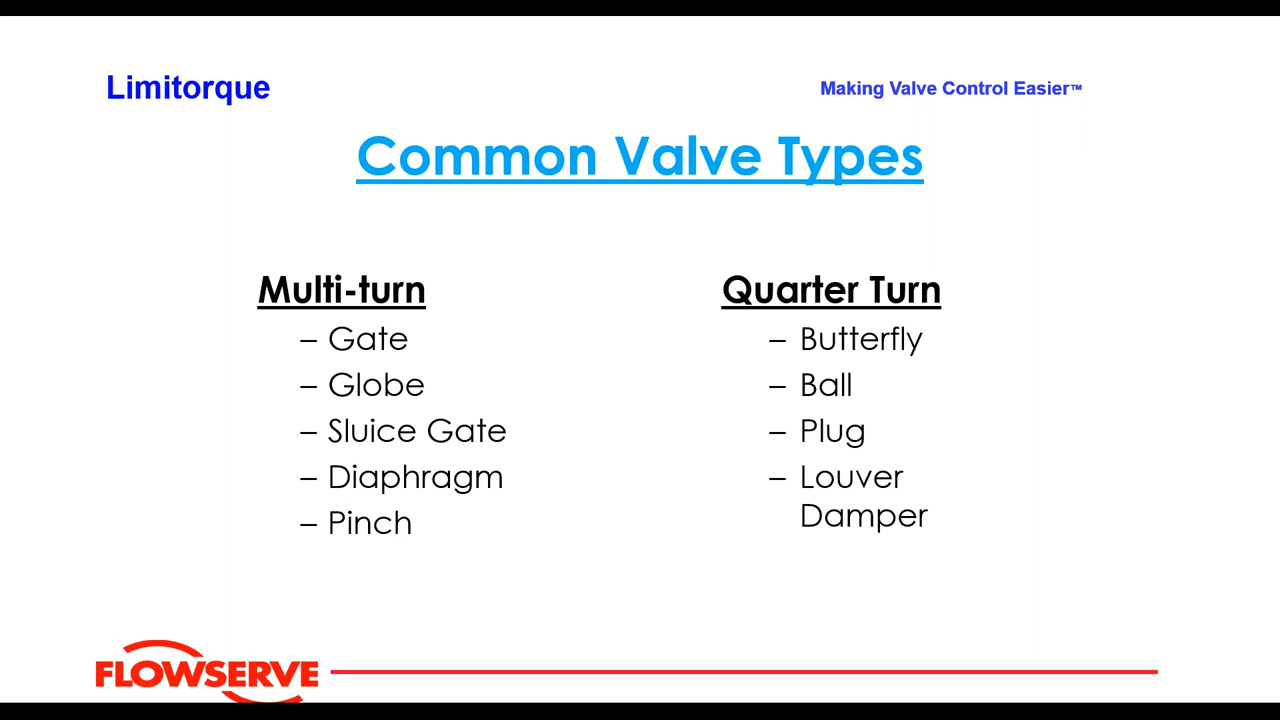 Limitorque
Making Valve Control Easier™
Common Valve Types
Multi-turn
– Gate
– Globe
– Sluice Gate
– Diaphragm
– Pinch
Quarter Turn
– Butterfly
– Ball
– Plug
– Louver
Damper
FLOWSERVE